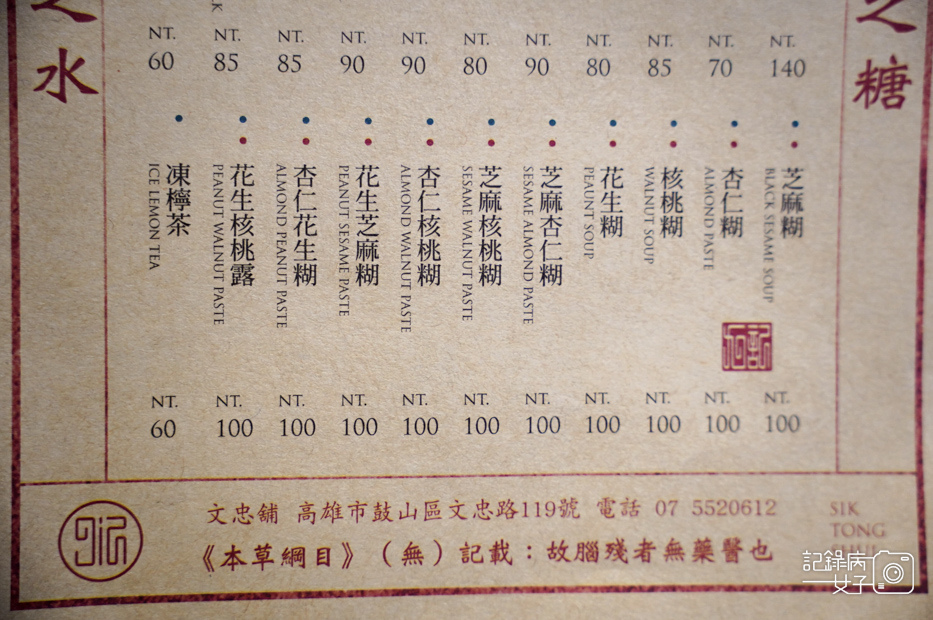 之糖
之水
NT. 140
NT. 70
NT. 85
NT. 80
NT. 90
NT. 80
NT. 90
NT. 90
NT. 85
NT. 85
NT. 60
芝麻糊
BLACK SESAME SOUP
NT. 100
杏仁糊
ALMOND PASTE
NT. 100
核桃糊
WALNUT SOUP
NT. 100
花生糊
PEAUNT SOUP
NT. 100
芝麻杏仁糊
SESAME ALMOND PASTE
NT. 100
芝麻核桃糊
SESAME WALNUT PASTE
NT. 100
杏仁核桃糊
ALMOND WALNUT PASTE
NT. 100
花生芝麻糊
PEANUT SESAME PASTE
NT. 100
杏仁花生糊
ALMOND PEANUT PASTE
NT. 100
花生核桃露
PEANUT WALNUT PASTE
NT. 100
凍檸茶
ICE LEMON TEA
NT. 60
文忠舖 高雄市鼓山區文忠路119號 電話 07 5520612
《本草綱目》（無）記載：故腦殘者無藥醫也
SIK
TONG
記錄病
女子